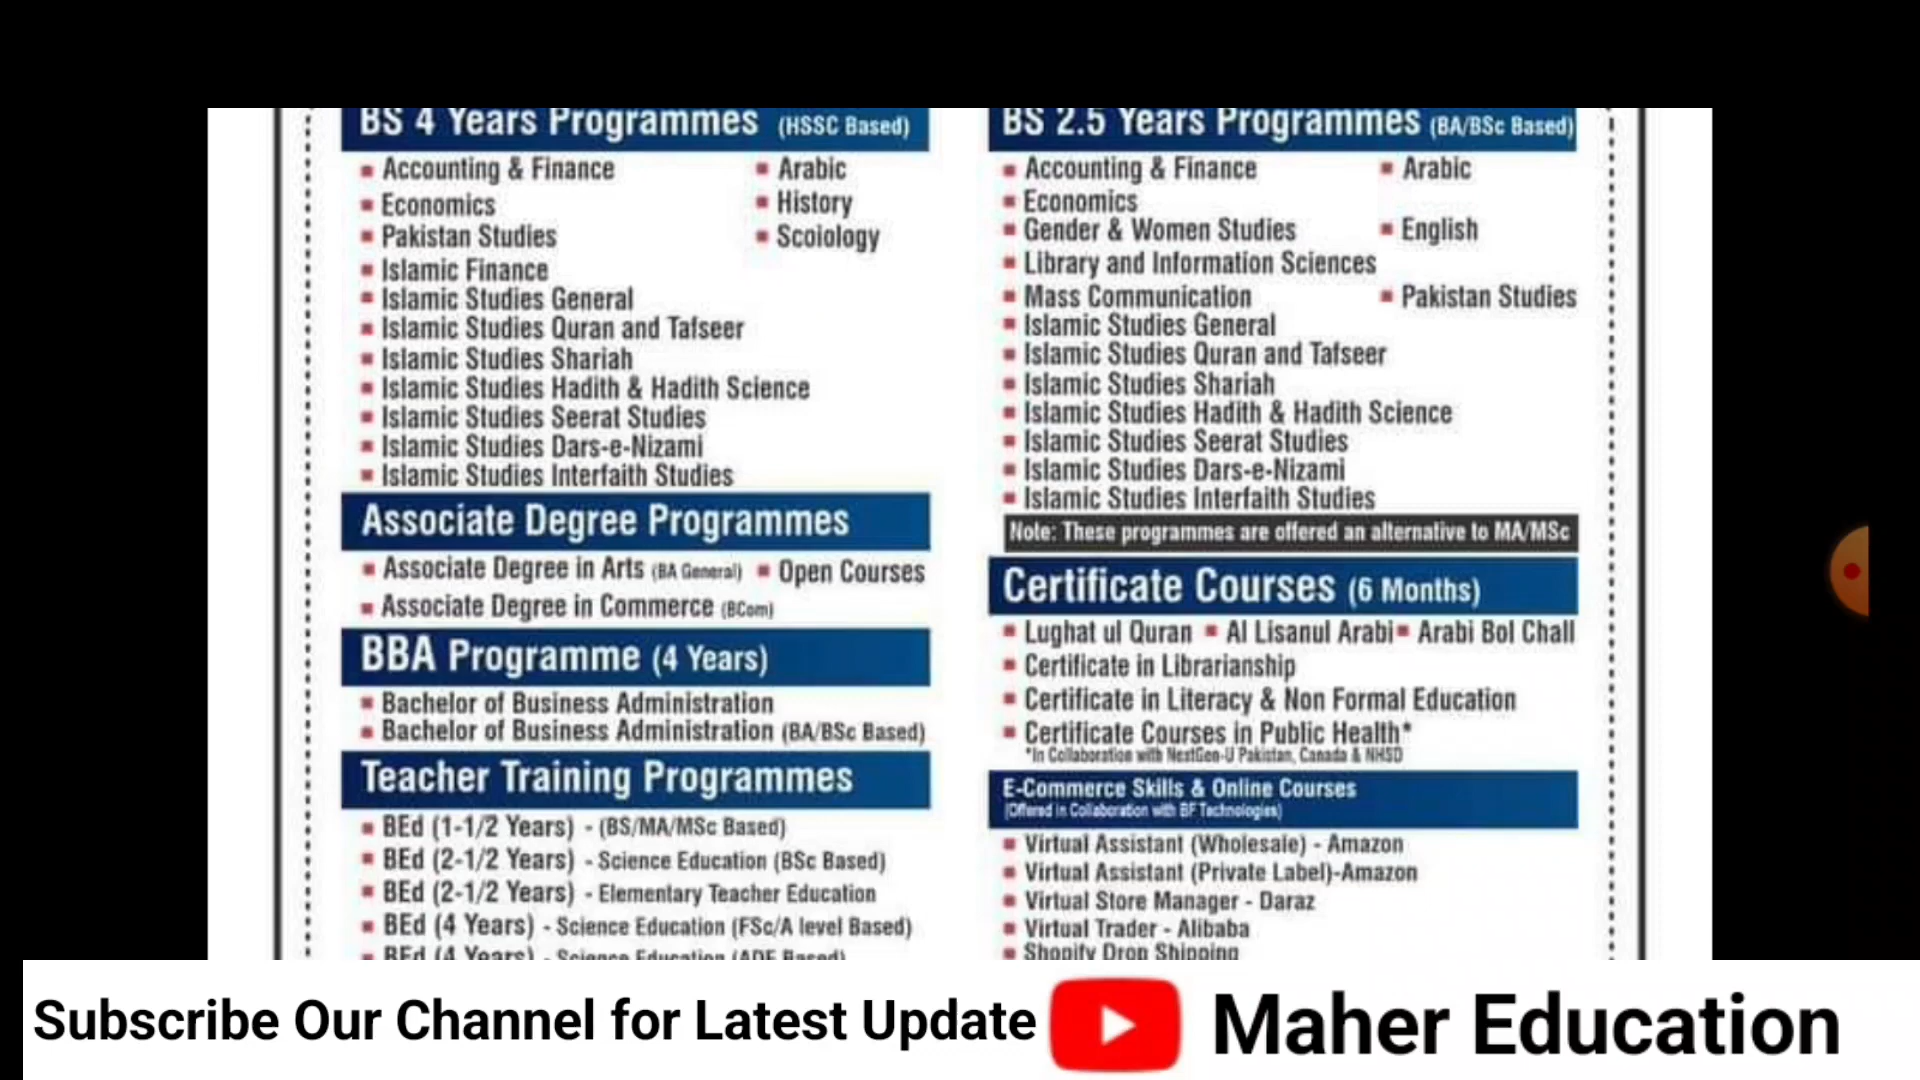 BS 4 Years Programmes (HSSC Based)
Accounting & Finance
Arabic
Economics
History
Pakistan Studies
Scoiology
Islamic Finance
Islamic Studies General
Islamic Studies Quran and Tafseer
Islamic Studies Shariah
Islamic Studies Hadith & Hadith Science
Islamic Studies Seerat Studies
Islamic Studies Dars-e-Nizami
Islamic Studies Interfaith Studies
Associate Degree Programmes
Associate Degree in Arts (BA General)
Open Courses
Associate Degree in Commerce (BCom)
BBA Programme (4 Years)
Bachelor of Business Administration
Bachelor of Business Administration (BA/BSc Based)
Teacher Training Programmes
BEd (1-1/2 Years) - (BS/MA/MSc Based)
BEd (2-1/2 Years) - Science Education (BSc Based)
BEd (2-1/2 Years) - Elementary Teacher Education
BEd (4 Years) - Science Education (FSc/A level Based)
BEd (4 Years) - Science Education (ADE Based)
BS 2.5 Years Programmes (BA/BSc Based)
Accounting & Finance
Arabic
Economics
Gender & Women Studies
English
Library and Information Sciences
Mass Communication
Pakistan Studies
Islamic Studies General
Islamic Studies Quran and Tafseer
Islamic Studies Shariah
Islamic Studies Hadith & Hadith Science
Islamic Studies Seerat Studies
Islamic Studies Dars-e-Nizami
Islamic Studies Interfaith Studies
Note: These programmes are offered an alternative to MA/MSc
Certificate Courses (6 Months)
Lughat ul Quran
Al Lisanul Arabi
Arabi Bol Chall
Certificate in Librarianship
Certificate in Literacy & Non Formal Education
Certificate Courses in Public Health*
*In Collaboration with NextGen-U Pakistan, Canada & NHSD
E-Commerce Skills & Online Courses
(Offered in Collaboration with BF Technologies)
Virtual Assistant (Wholesale) - Amazon
Virtual Assistant (Private Label)-Amazon
Virtual Store Manager - Daraz
Virtual Trader - Alibaba
Shopify Drop Shipping
Subscribe Our Channel for Latest Update
Maher Education